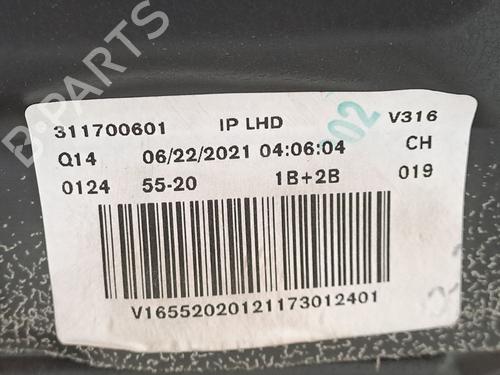 B-PARTS
02
311700601 IP LHD V316
Q14 06/22/2021 04:06:04 CH
0124 55-20 1B+2B 019
V16552020121173012401